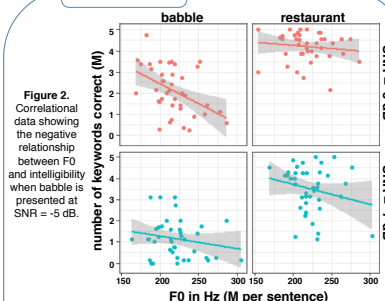 babble
restaurant
number of keywords correct (M)
5
4
3
2
1
0
5
4
3
2
1
0
150
200
250
300
150
200
250
300
F0 in Hz (M per sentence)
Figure 2.
Correlational
data showing
the negative
relationship
between F0
and intelligibility
when babble is
presented at
SNR = -5 dB.